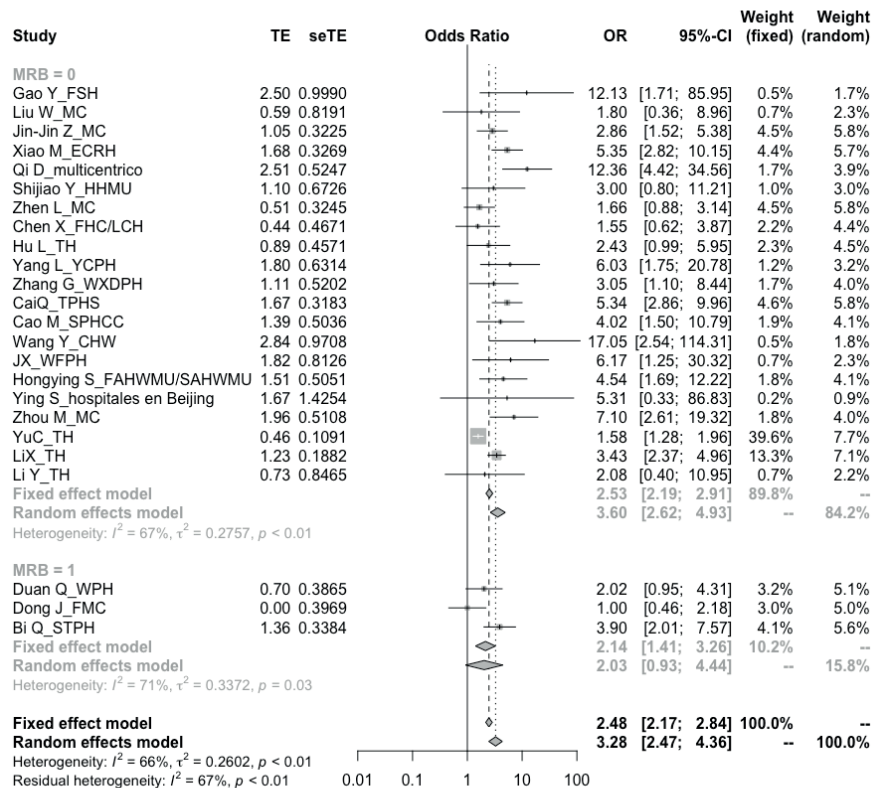 Weight Weight
Study TE seTE Odds Ratio OR 95%-CI (fixed) (random)
MRB = 0
Gao Y_FSH 2.50 0.9990 12.13 [1.71; 85.95] 0.5% 1.7%
Liu W_MC 0.59 0.8191 1.80 [0.36; 8.96] 0.7% 2.3%
Jin-Jin Z_MC 1.05 0.3225 2.86 [1.52; 5.38] 4.5% 5.8%
Xiao M_ECRH 1.68 0.3269 5.35 [2.82; 10.15] 4.4% 5.7%
Qi D_multicentrico 2.51 0.5247 12.36 [4.42; 34.56] 1.7% 3.9%
Shijiao Y_HHMU 1.10 0.6726 3.00 [0.80; 11.21] 1.0% 3.0%
Zhen L_MC 0.51 0.3245 1.66 [0.88; 3.14] 4.5% 5.8%
Chen X_FHC/LCH 0.44 0.4671 1.55 [0.62; 3.87] 2.2% 4.4%
Hu L_TH 0.89 0.4571 2.43 [0.99; 5.95] 2.3% 4.5%
Yang L_YCPH 1.80 0.6314 6.03 [1.75; 20.78] 1.2% 3.2%
Zhang G_WXDPH 1.11 0.5202 3.05 [1.10; 8.44] 1.7% 4.0%
CaiQ_TPHS 1.67 0.3183 5.34 [2.86; 9.96] 4.6% 5.8%
Cao M_SPHCC 1.39 0.5036 4.02 [1.50; 10.79] 1.9% 4.1%
Wang Y_CHW 2.84 0.9708 17.05 [2.54; 114.31] 0.5% 1.8%
JX_WFPH 1.82 0.8126 6.17 [1.25; 30.32] 0.7% 2.3%
Hongying S_FAHWMU/SAHWMU 1.51 0.5051 4.54 [1.69; 12.22] 1.8% 4.1%
Ying S_hospitales en Beijing 1.67 1.4254 5.31 [0.33; 86.83] 0.2% 0.9%
Zhou M_MC 1.96 0.5108 7.10 [2.61; 19.32] 1.8% 4.0%
YuC_TH 0.46 0.1091 1.58 [1.28; 1.96] 39.6% 7.7%
LiX_TH 1.23 0.1882 3.43 [2.37; 4.96] 13.3% 7.1%
Li Y_TH 0.73 0.8465 2.08 [0.40; 10.95] 0.7% 2.2%
Fixed effect model 2.53 [2.19; 2.91] 89.8% --
Random effects model 3.60 [2.62; 4.93] -- 84.2%
Heterogeneity: I² = 67%, τ² = 0.2757, p < 0.01
MRB = 1
Duan Q_WPH 0.70 0.3865 2.02 [0.95; 4.31] 3.2% 5.1%
Dong J_FMC 0.00 0.3969 1.00 [0.46; 2.18] 3.0% 5.0%
Bi Q_STPH 1.36 0.3384 3.90 [2.01; 7.57] 4.1% 5.6%
Fixed effect model 2.14 [1.41; 3.26] 10.2% --
Random effects model 2.03 [0.93; 4.44] -- 15.8%
Heterogeneity: I² = 71%, τ² = 0.3372, p = 0.03
Fixed effect model 2.48 [2.17; 2.84] 100.0% --
Random effects model 3.28 [2.47; 4.36] -- 100.0%
Heterogeneity: I² = 66%, τ² = 0.2602, p < 0.01
Residual heterogeneity: I² = 67%, p < 0.01 0.01 0.1 1 10 100